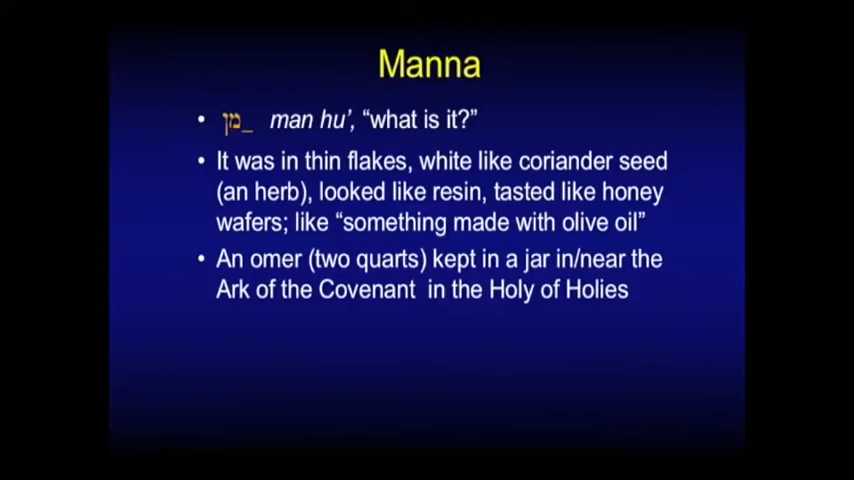 Manna
• מן_ man hu’, “what is it?”
• It was in thin flakes, white like coriander seed
(an herb), looked like resin, tasted like honey
wafers; like “something made with olive oil”
• An omer (two quarts) kept in a jar in/near the
Ark of the Covenant in the Holy of Holies